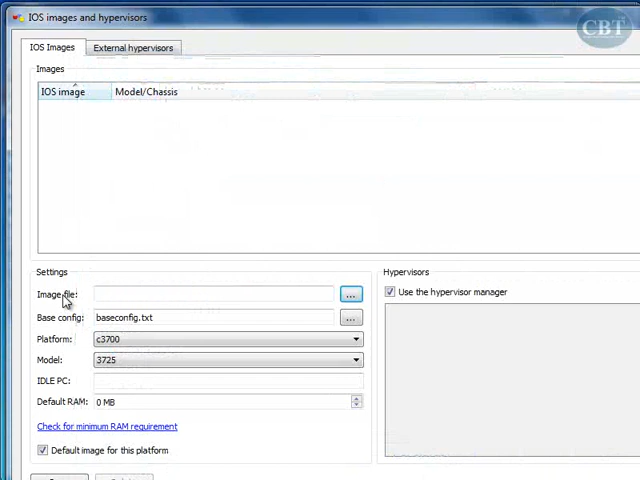 IOS images and hypervisors
CBT
IOS Images
External hypervisors
Images
IOS image
Model/Chassis
Settings
Image file:
...
Base config:
baseconfig.txt
...
Platform:
c3700
Model:
3725
IDLE PC:
Default RAM:
0 MB
Check for minimum RAM requirement
Default image for this platform
Hypervisors
Use the hypervisor manager